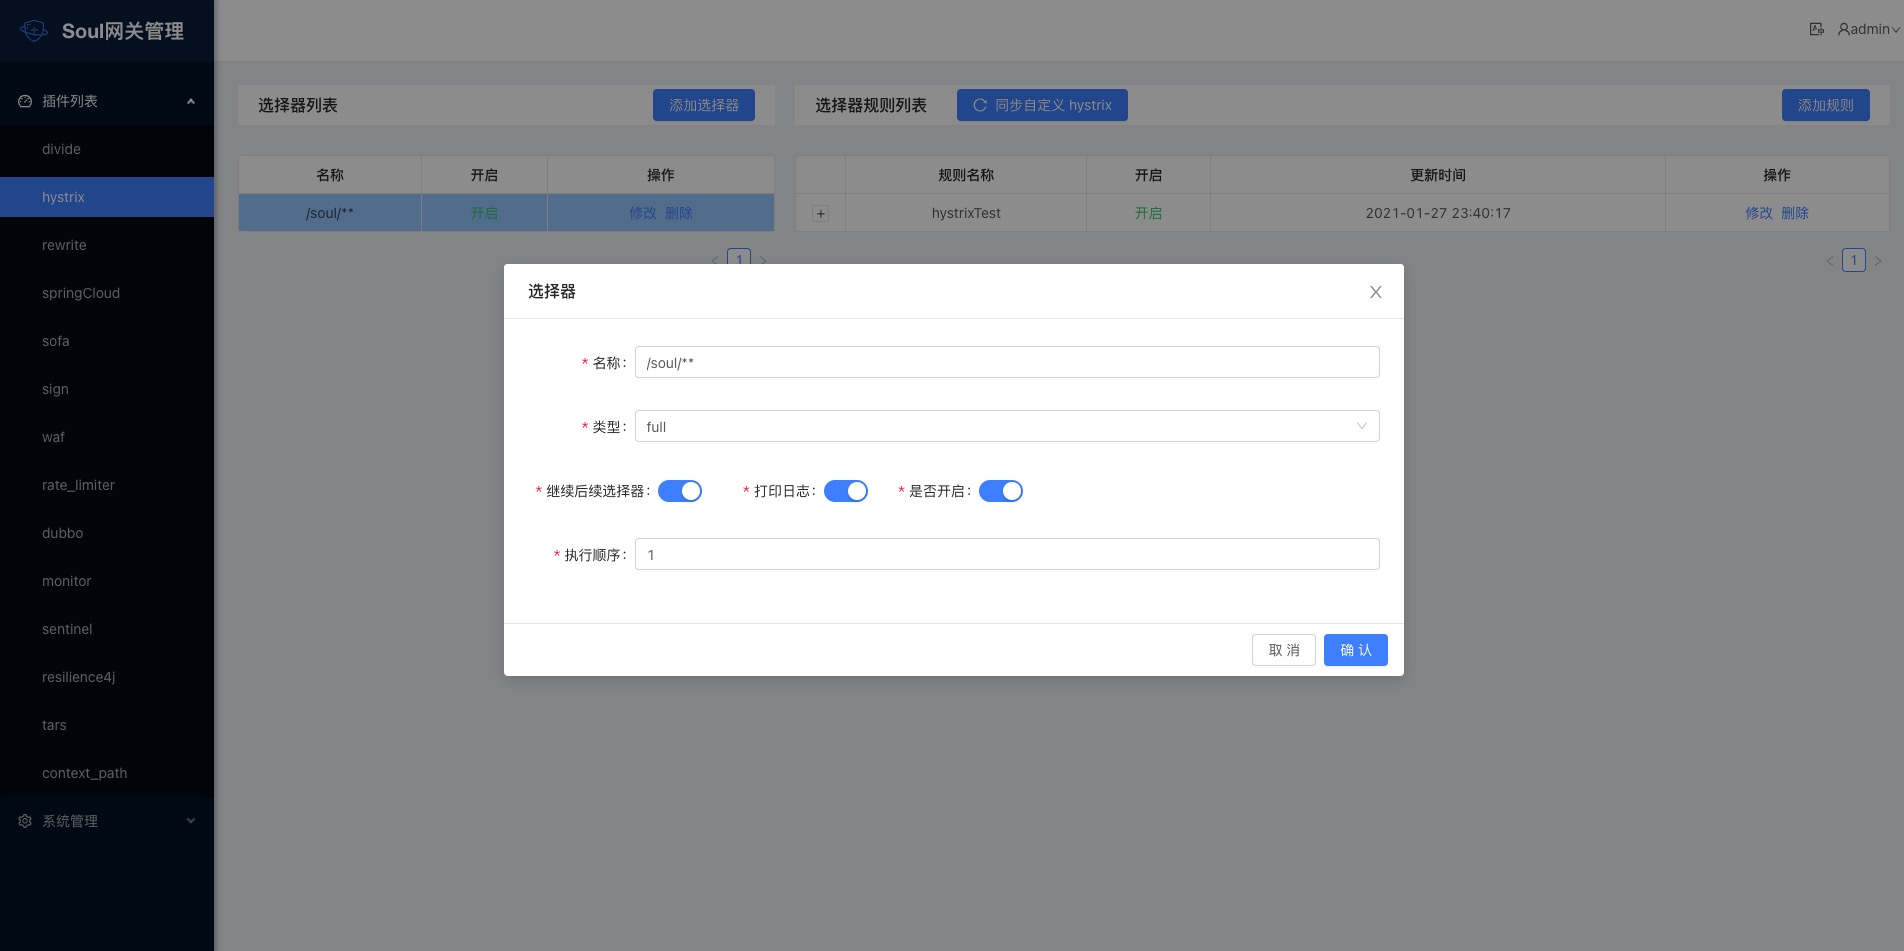 Soul网关管理
admin
插件列表
divide
hystrix
rewrite
springCloud
sofa
sign
waf
rate_limiter
dubbo
monitor
sentinel
resilience4j
tars
context_path
系统管理
选择器列表 添加选择器
名称 开启 操作
/soul/** 开启 修改 删除
< 1 >
选择器规则列表 同步自定义 hystrix 添加规则
规则名称 开启 更新时间 操作
+ hystrixTest 开启 2021-01-27 23:40:17 修改 删除
< 1 >
选择器
* 名称: /soul/**
* 类型: full
* 继续后续选择器: * 打印日志: * 是否开启:
* 执行顺序: 1
取 消 确 认